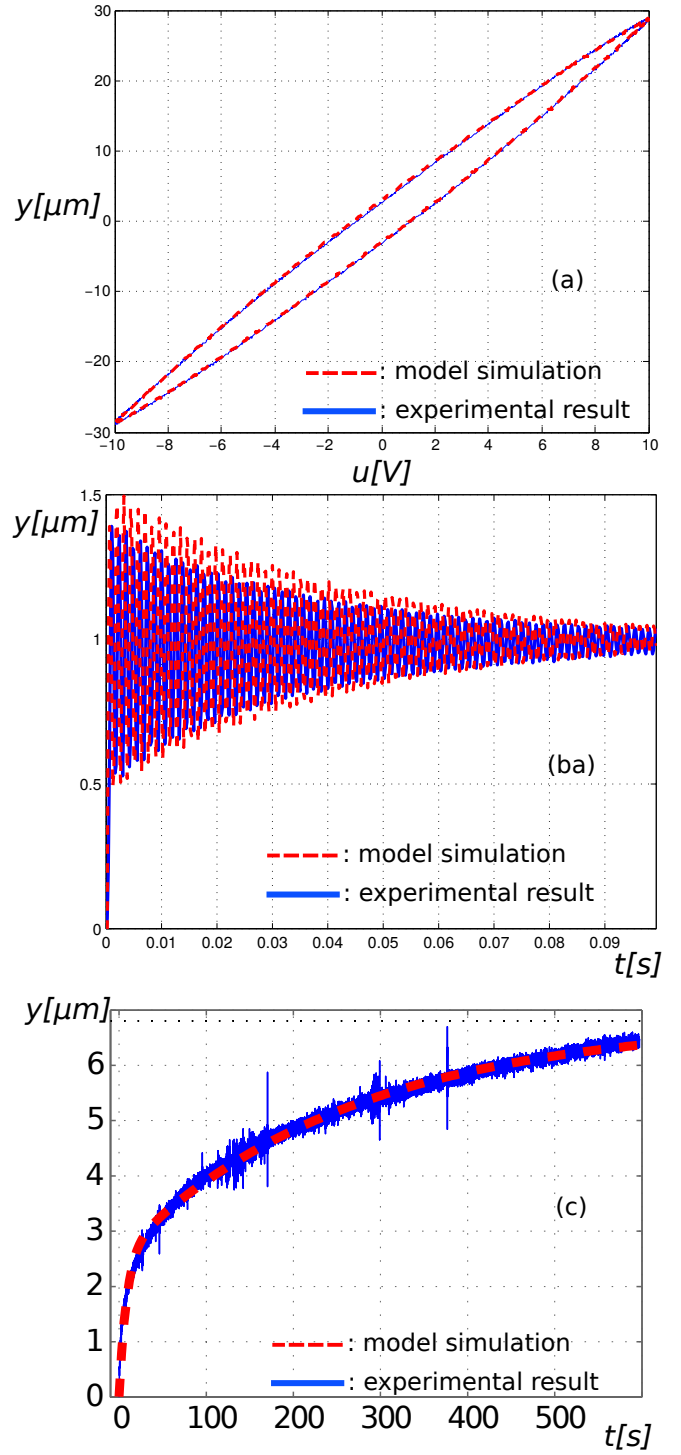 30
20
10
y[μm]
0
−10
(a)
−20
: model simulation
: experimental result
−30
−10 −8 −6 −4 −2 0 2 4 6 8 10
u[V]
1.5
y[μm]
1
(ba)
0.5
: model simulation
: experimental result
0
0 0.01 0.02 0.03 0.04 0.05 0.06 0.07 0.08 0.09
t[s]
y[μm]
6
5
4
3
(c)
2
1
: model simulation
: experimental result
0
0 100 200 300 400 500
t[s]